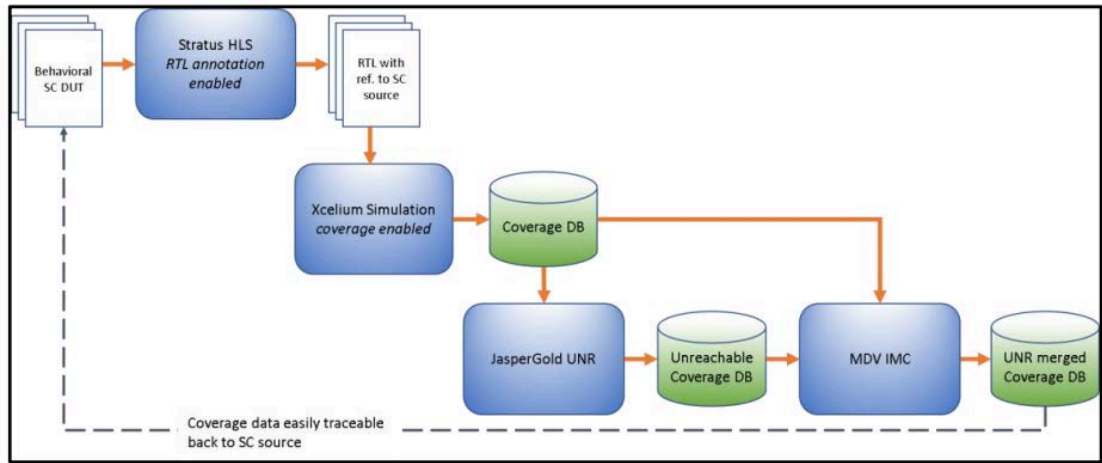 Behavioral
SC DUT
Stratus HLS
RTL annotation
enabled
RTL with
ref. to SC
source
Xcelium Simulation
coverage enabled
Coverage DB
JasperGold UNR
Unreachable
Coverage DB
MDV IMC
UNR merged
Coverage DB
Coverage data easily traceable
back to SC source